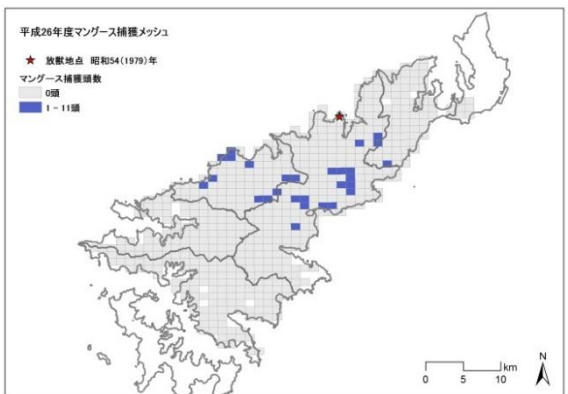 平成26年度マングース捕獲メッシュ
放獣地点 昭和54(1979)年
マングース捕獲頭数
0頭
1 - 11頭
N
km
0 5 10